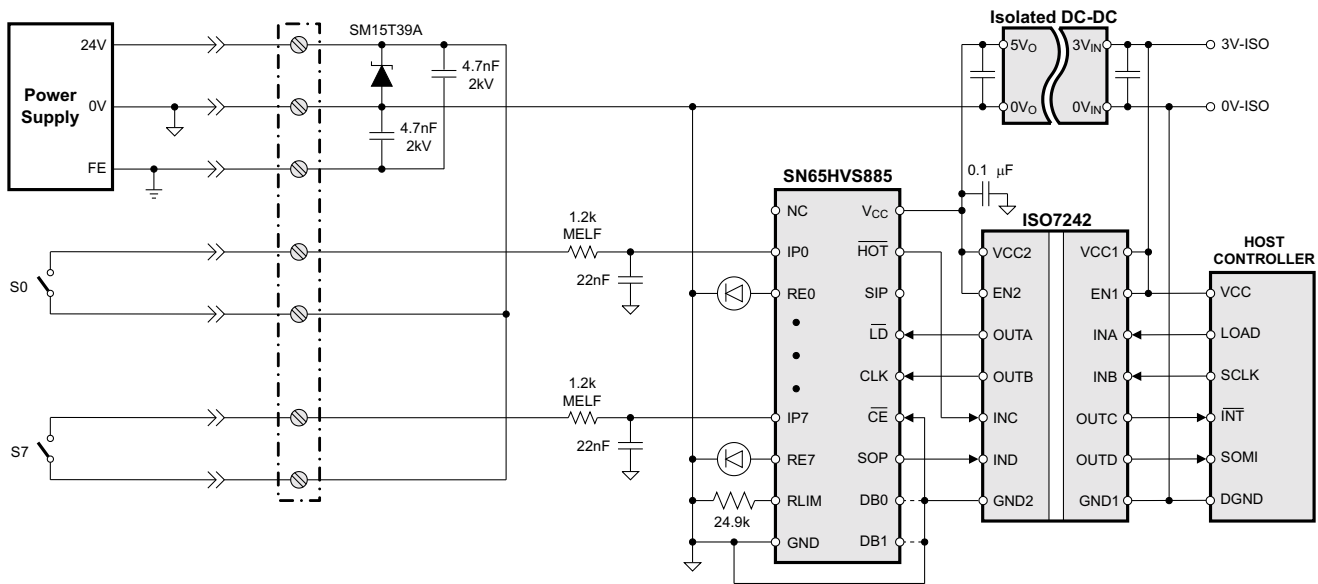 Isolated DC-DC
SM15T39A
24V
5VO
3VIN
3V-ISO
4.7nF
2kV
Power
Supply
0V
0VO
0VIN
0V-ISO
4.7nF
2kV
FE
SN65HVS885
0.1 μF
NC
VCC
ISO7242
1.2k
MELF
HOST
CONTROLLER
IP0
HOT
VCC2
VCC1
S0
22nF
RE0
SIP
EN2
EN1
VCC
LD
OUTA
INA
LOAD
CLK
OUTB
INB
SCLK
1.2k
MELF
IP7
CE
INC
OUTC
INT
S7
22nF
RE7
SOP
IND
OUTD
SOMI
RLIM
DB0
GND2
GND1
DGND
24.9k
GND
DB1